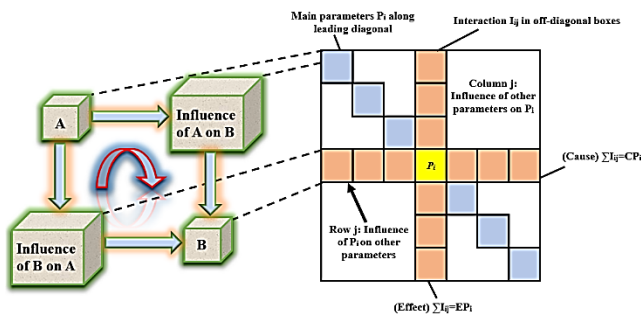 Main parameters Pi along
leading diagonal
Interaction Iij in off-diagonal boxes
A
Influence
of A on B
Influence
of B on A
B
Column j:
Influence of other
parameters on Pi
Pi
(Cause) ∑Iij=CPi
Row j: Influence
of Pi on other
parameters
(Effect) ∑Iij=EPi